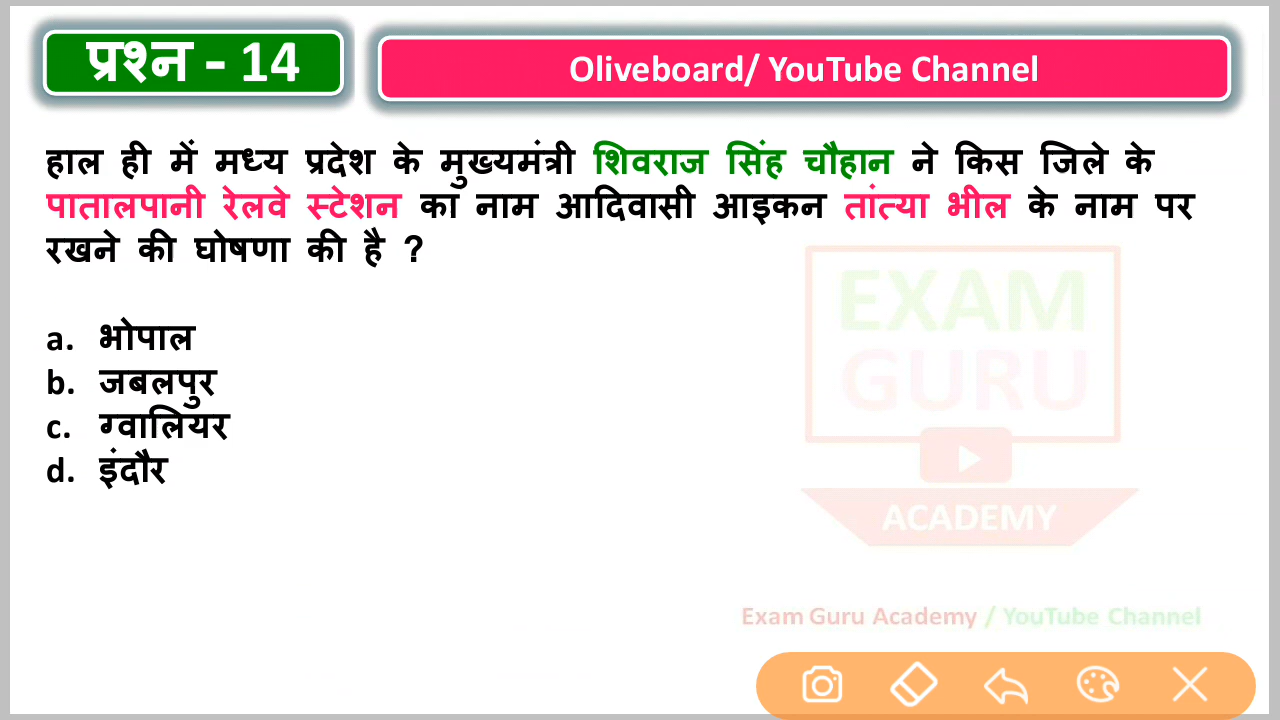 प्रश्न - 14
Oliveboard/ YouTube Channel
हाल ही में मध्य प्रदेश के मुख्यमंत्री शिवराज सिंह चौहान ने किस जिले के
पातालपानी रेलवे स्टेशन का नाम आदिवासी आइकन तांत्या भील के नाम पर
रखने की घोषणा की है ?
a. भोपाल
b. जबलपुर
c. ग्वालियर
d. इंदौर
EXAM
GURU
ACADEMY
Exam Guru Academy / YouTube Channel